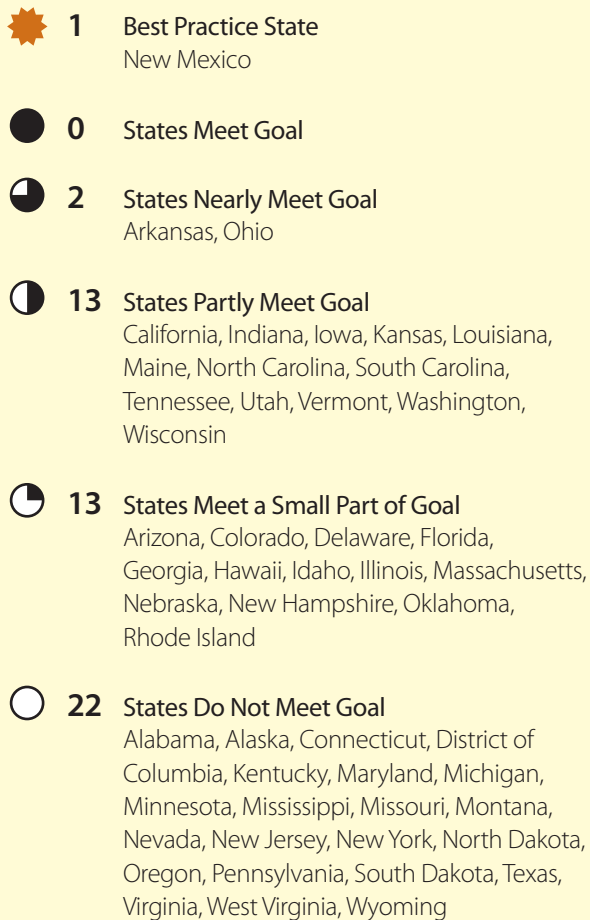 1 Best Practice State
New Mexico
0 States Meet Goal
2 States Nearly Meet Goal
Arkansas, Ohio
13 States Partly Meet Goal
California, Indiana, Iowa, Kansas, Louisiana,
Maine, North Carolina, South Carolina,
Tennessee, Utah, Vermont, Washington,
Wisconsin
13 States Meet a Small Part of Goal
Arizona, Colorado, Delaware, Florida,
Georgia, Hawaii, Idaho, Illinois, Massachusetts,
Nebraska, New Hampshire, Oklahoma,
Rhode Island
22 States Do Not Meet Goal
Alabama, Alaska, Connecticut, District of
Columbia, Kentucky, Maryland, Michigan,
Minnesota, Mississippi, Missouri, Montana,
Nevada, New Jersey, New York, North Dakota,
Oregon, Pennsylvania, South Dakota, Texas,
Virginia, West Virginia, Wyoming